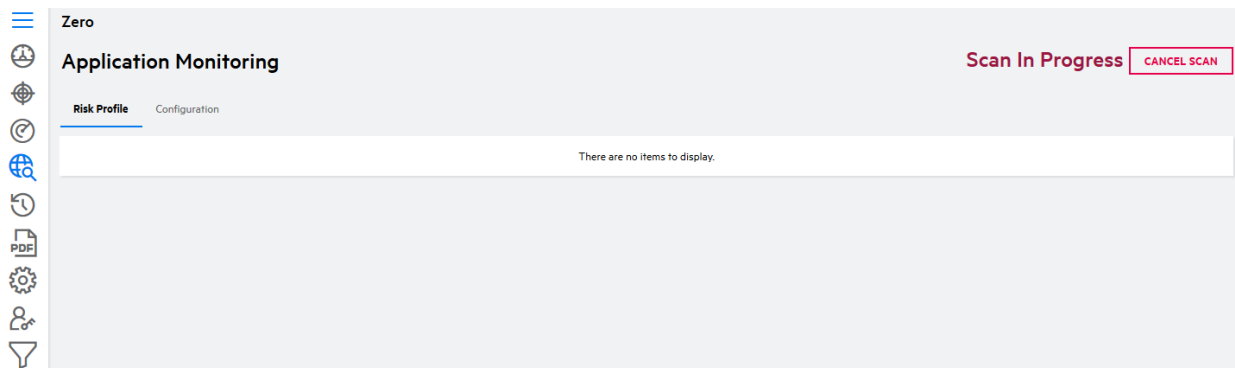 Zero
Application Monitoring
Scan In Progress
CANCEL SCAN
Risk Profile
Configuration
There are no items to display.
PDF